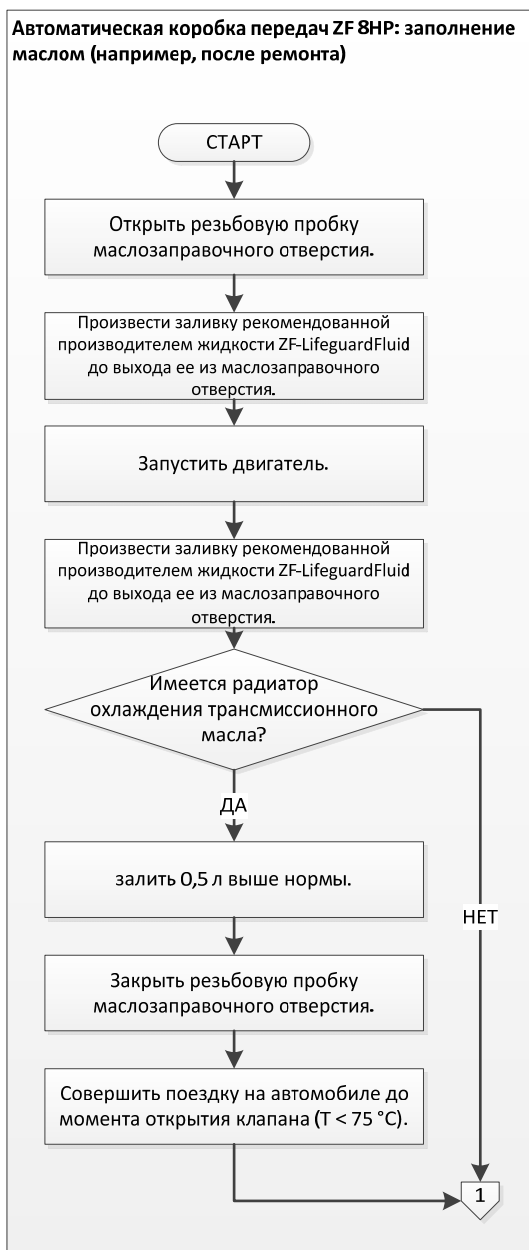 Автоматическая коробка передач ZF 8HP: заполнение
маслом (например, после ремонта)
СТАРТ
Открыть резьбовую пробку
маслозаправочного отверстия.
Произвести заливку рекомендованной
производителем жидкости ZF-LifeguardFluid
до выхода ее из маслозаправочного
отверстия.
Запустить двигатель.
Произвести заливку рекомендованной
производителем жидкости ZF-LifeguardFluid
до выхода ее из маслозаправочного
отверстия.
Имеется радиатор
охлаждения трансмиссионного
масла?
ДА
залить 0,5 л выше нормы.
НЕТ
Закрыть резьбовую пробку
маслозаправочного отверстия.
Совершить поездку на автомобиле до
момента открытия клапана (T < 75 °C).
1